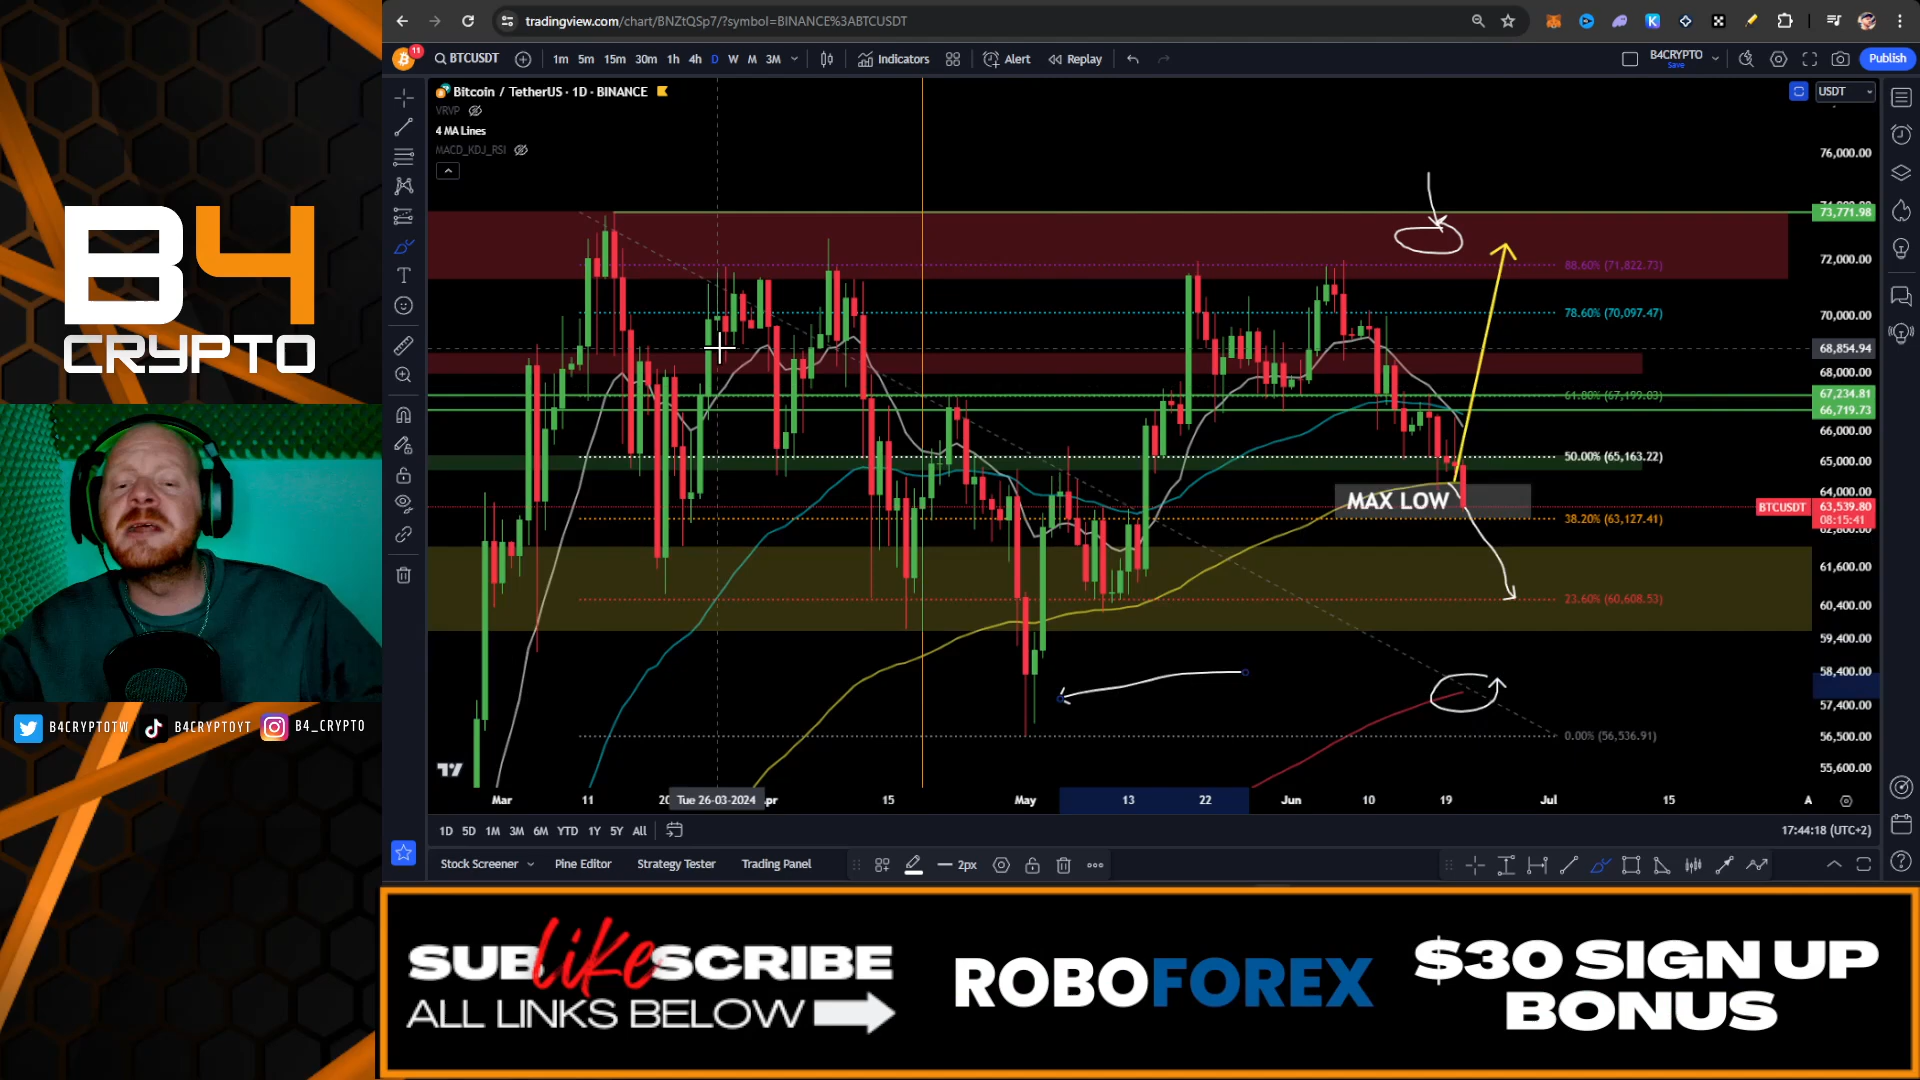 tradingview.com/chart/BNZtQSp7/?symbol=BINANCE%3ABTCUSDT
11
BTCUSDT
1m 5m 15m 30m 1h 4h D W M 3M
Indicators
Alert
Replay
B4CRYPTO
Save
Publish
Bitcoin / TetherUS · 1D · BINANCE
USDT
VRVP
4 MA Lines
MACD_KDJ_RSI
76,000.00
73,771.98
72,000.00
70,000.00
68,854.94
68,000.00
67,234.81
66,719.73
66,000.00
65,000.00
64,000.00
BTCUSDT
63,539.80
08:15:41
61,600.00
60,400.00
59,400.00
58,400.00
57,400.00
56,500.00
55,600.00
88.60% (71,822.73)
78.60% (70,097.47)
61.80% (67,199.03)
50.00% (65,163.22)
MAX LOW
38.20% (63,127.41)
23.60% (60,608.53)
0.00% (56,536.91)
Mar 11 Tue 26-03-2024 15 May 13 22 Jun 10 19 Jul 15 A
1D 5D 1M 3M 6M YTD 1Y 5Y All
17:44:18 (UTC+2)
Stock Screener Pine Editor Strategy Tester Trading Panel
2px
B4
CRYPTO
B4CRYPTOTW
B4CRYPTOYT
B4_CRYPTO
SUB like SCRIBE
ALL LINKS BELOW
ROBOFOREX
$30 SIGN UP
BONUS